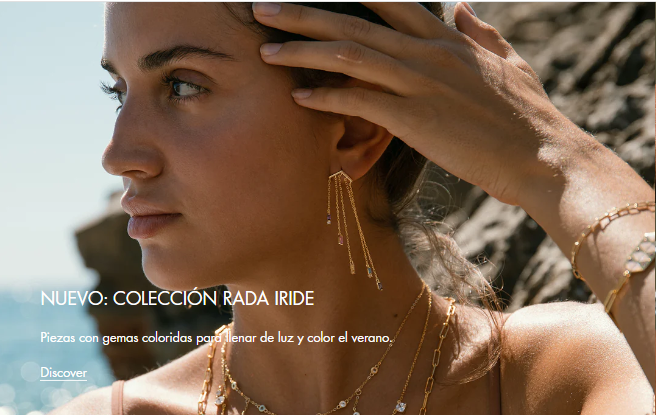 NUEVO: COLECCIÓN RADA IRIDE
Piezas con gemas coloridas para llenar de luz y color el verano.
Discover